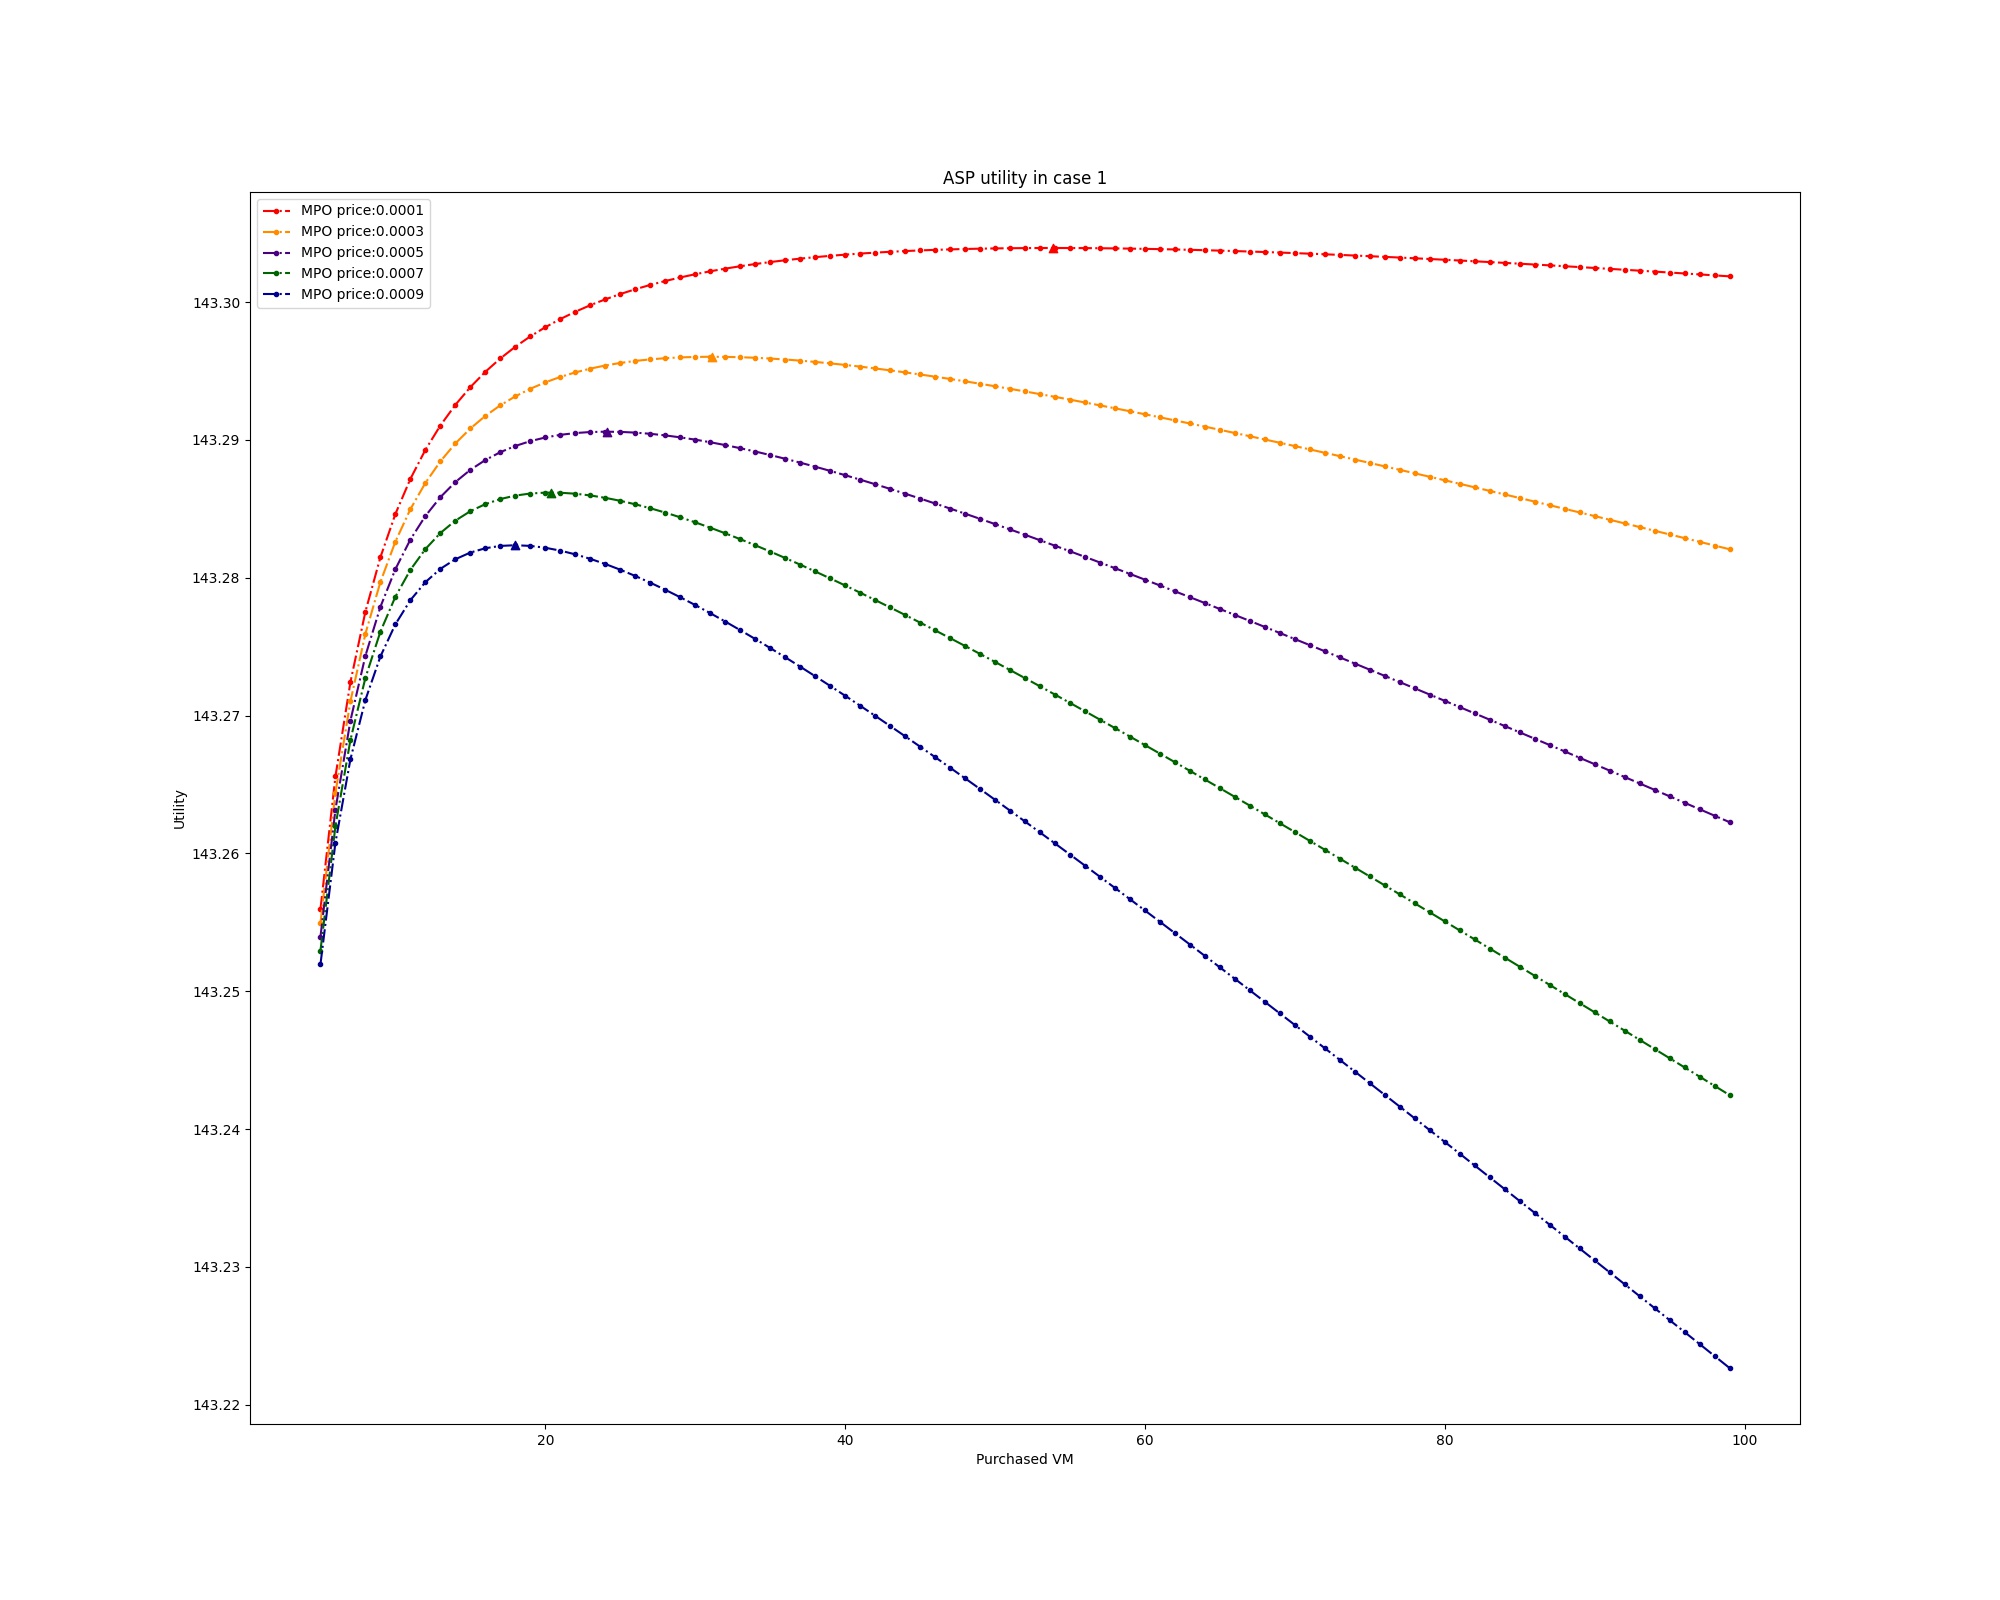 ASP utility in case 1
MPO price:0.0001
MPO price:0.0003
MPO price:0.0005
MPO price:0.0007
MPO price:0.0009
143.30
143.29
143.28
143.27
143.26
143.25
143.24
143.23
143.22
Utility
20 40 60 80 100
Purchased VM